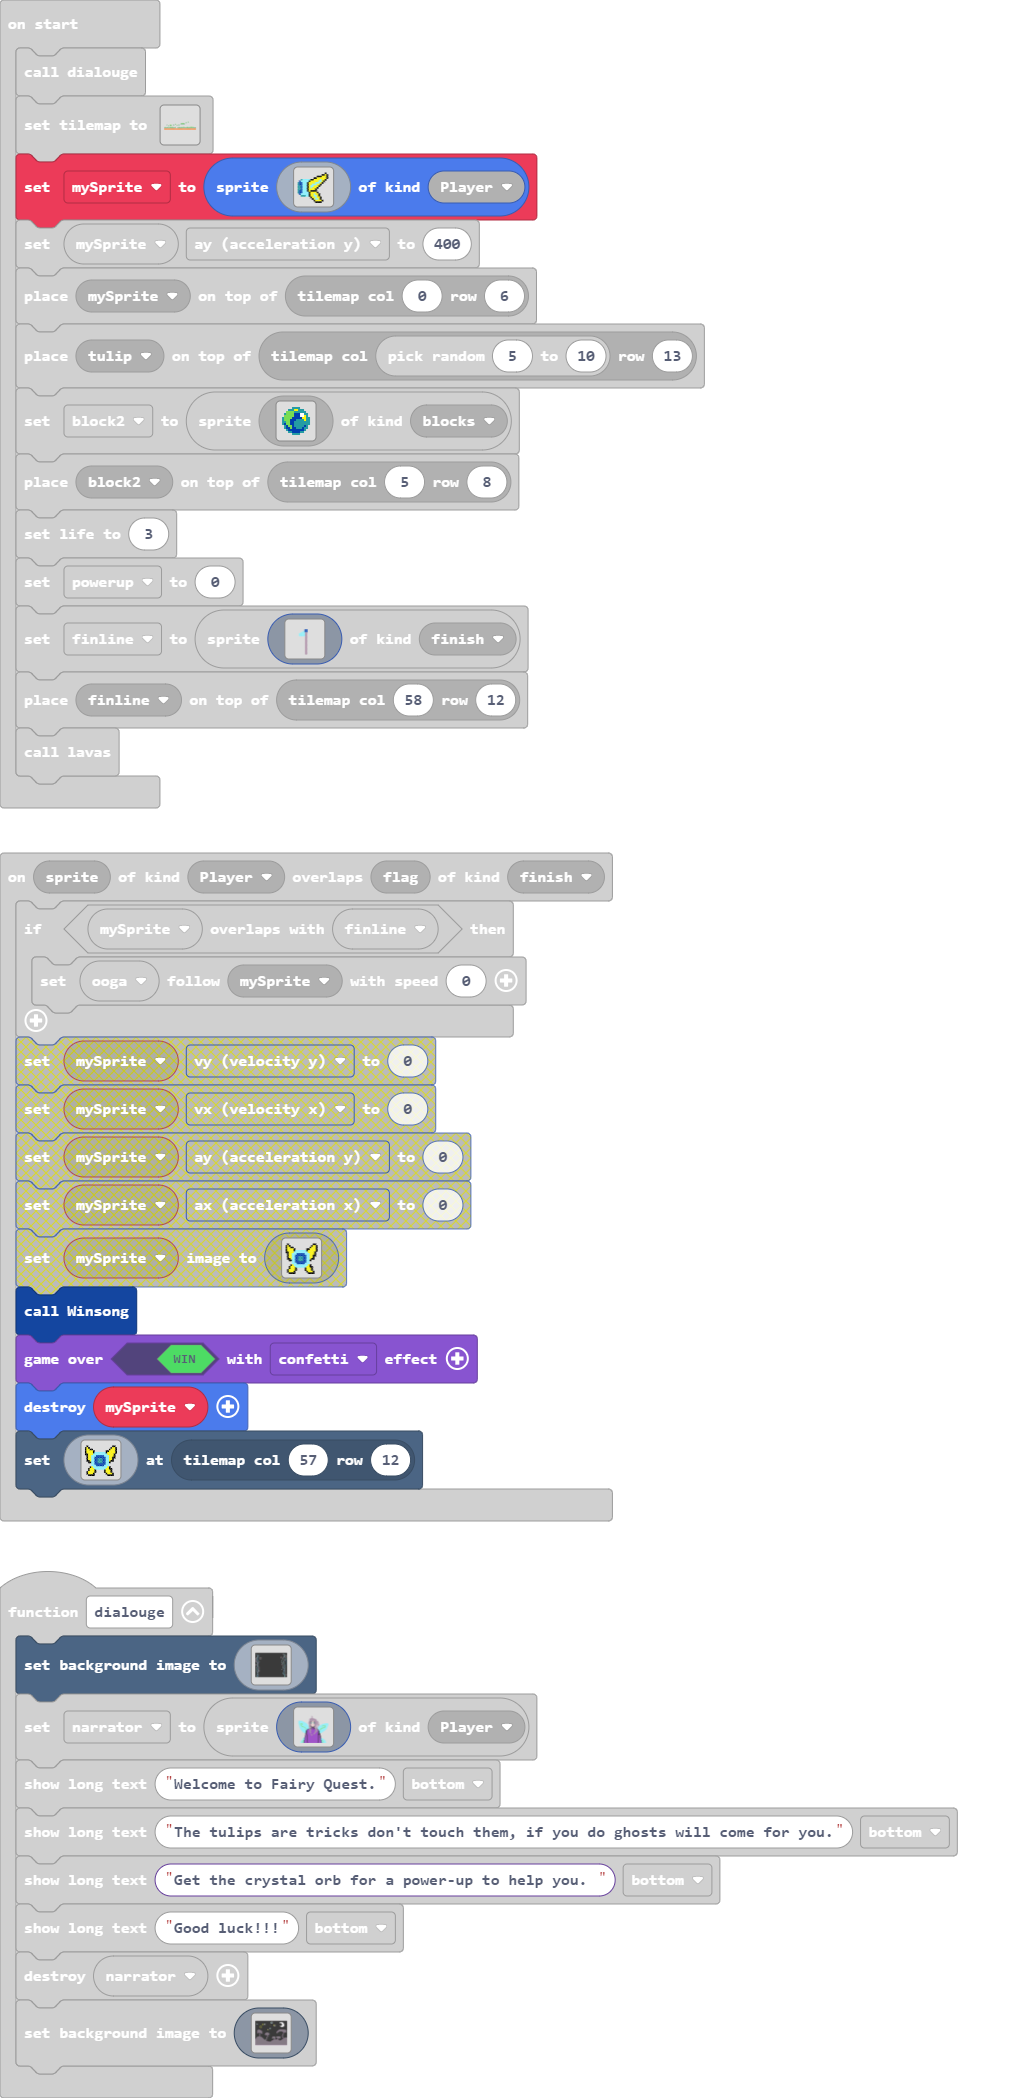 on start
call dialouge
set tilemap to
set mySprite to sprite of kind Player
set mySprite ay (acceleration y) to 400
place mySprite on top of tilemap col 0 row 6
place tulip on top of tilemap col pick random 5 to 10 row 13
set block2 to sprite of kind blocks
place block2 on top of tilemap col 5 row 8
set life to 3
set powerup to 0
set finline to sprite of kind finish
place finline on top of tilemap col 58 row 12
call lavas
on sprite of kind Player overlaps flag of kind finish
if mySprite overlaps with finline then
set ooga follow mySprite with speed 0
set mySprite vy (velocity y) to 0
set mySprite vx (velocity x) to 0
set mySprite ay (acceleration y) to 0
set mySprite ax (acceleration x) to 0
set mySprite image to
call Winsong
game over WIN with confetti effect
destroy mySprite
set at tilemap col 57 row 12
function dialouge
set background image to
set narrator to sprite of kind Player
show long text "Welcome to Fairy Quest." bottom
show long text "The tulips are tricks don't touch them, if you do ghosts will come for you." bottom
show long text "Get the crystal orb for a power-up to help you. " bottom
show long text "Good luck!!!" bottom
destroy narrator
set background image to